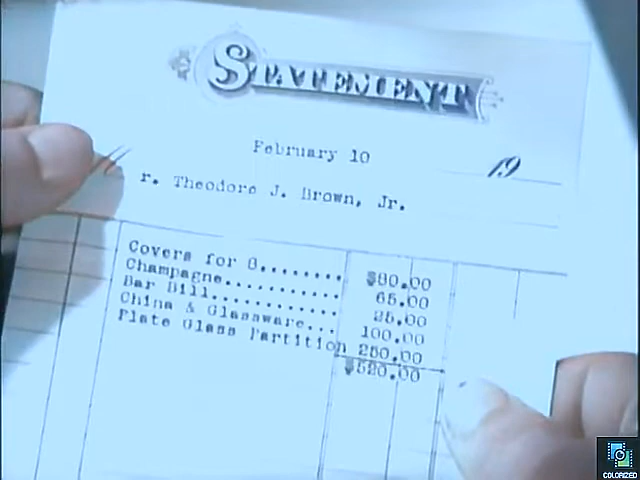 STATEMENT
February 10 19
r. Theodore J. Brown, Jr.
Covers for 8........ $80.00
Champagne........... 65.00
Bar Bill............ 25.00
China & Glassware... 100.00
Plate Glass Partition 250.00
$520.00
COLORIZED